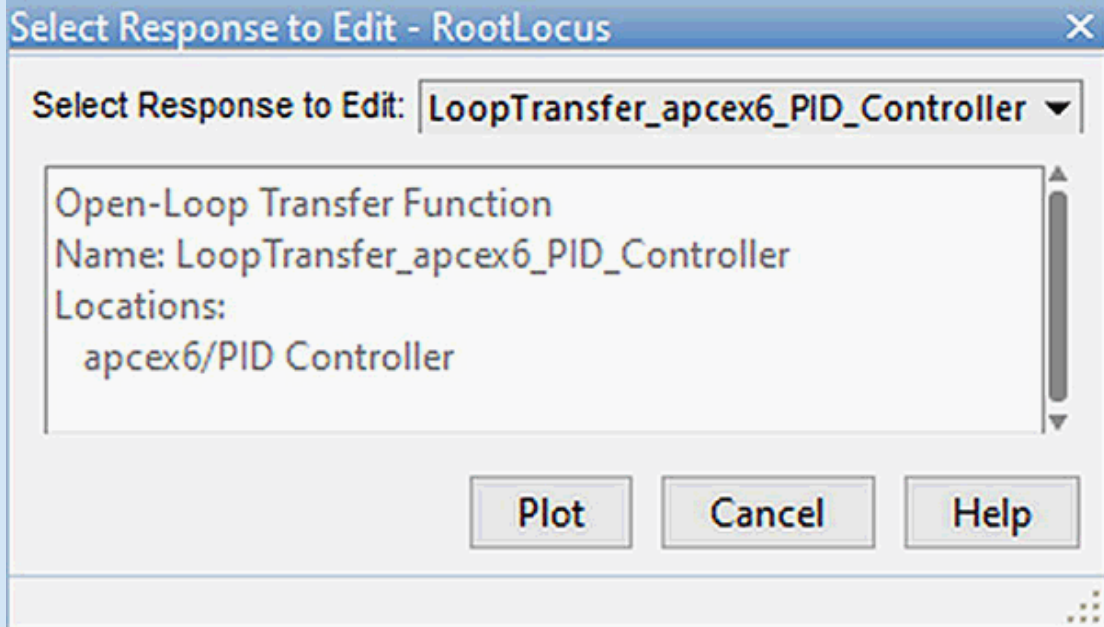 Select Response to Edit - RootLocus
Select Response to Edit: LoopTransfer_apcex6_PID_Controller
Open-Loop Transfer Function
Name: LoopTransfer_apcex6_PID_Controller
Locations:
apcex6/PID Controller
Plot Cancel Help